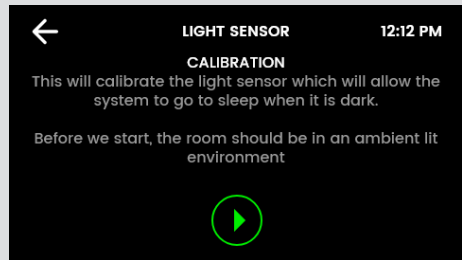 LIGHT SENSOR 12:12 PM
CALIBRATION
This will calibrate the light sensor which will allow the
system to go to sleep when it is dark.
Before we start, the room should be in an ambient lit
environment